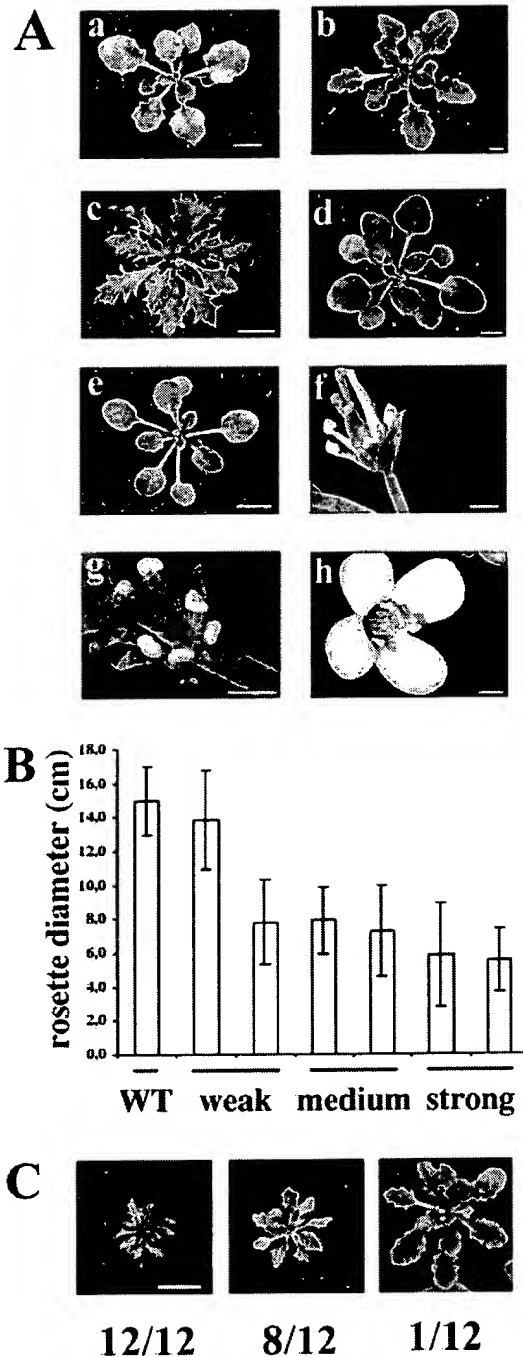 A
a
b
c
d
e
f
g
h
B
rosette diameter (cm)
18.0
16.0
14.0
12.0
10.0
8.0
6.0
4.0
2.0
0.0
WT weak medium strong
C
12/12 8/12 1/12